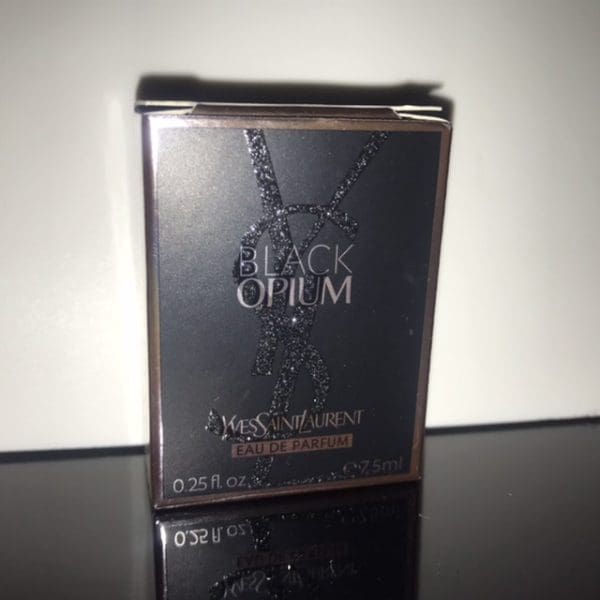 BLACK
OPIUM
YVESSAINTLAURENT
EAU DE PARFUM
0.25 fl. oz ℮7,5ml